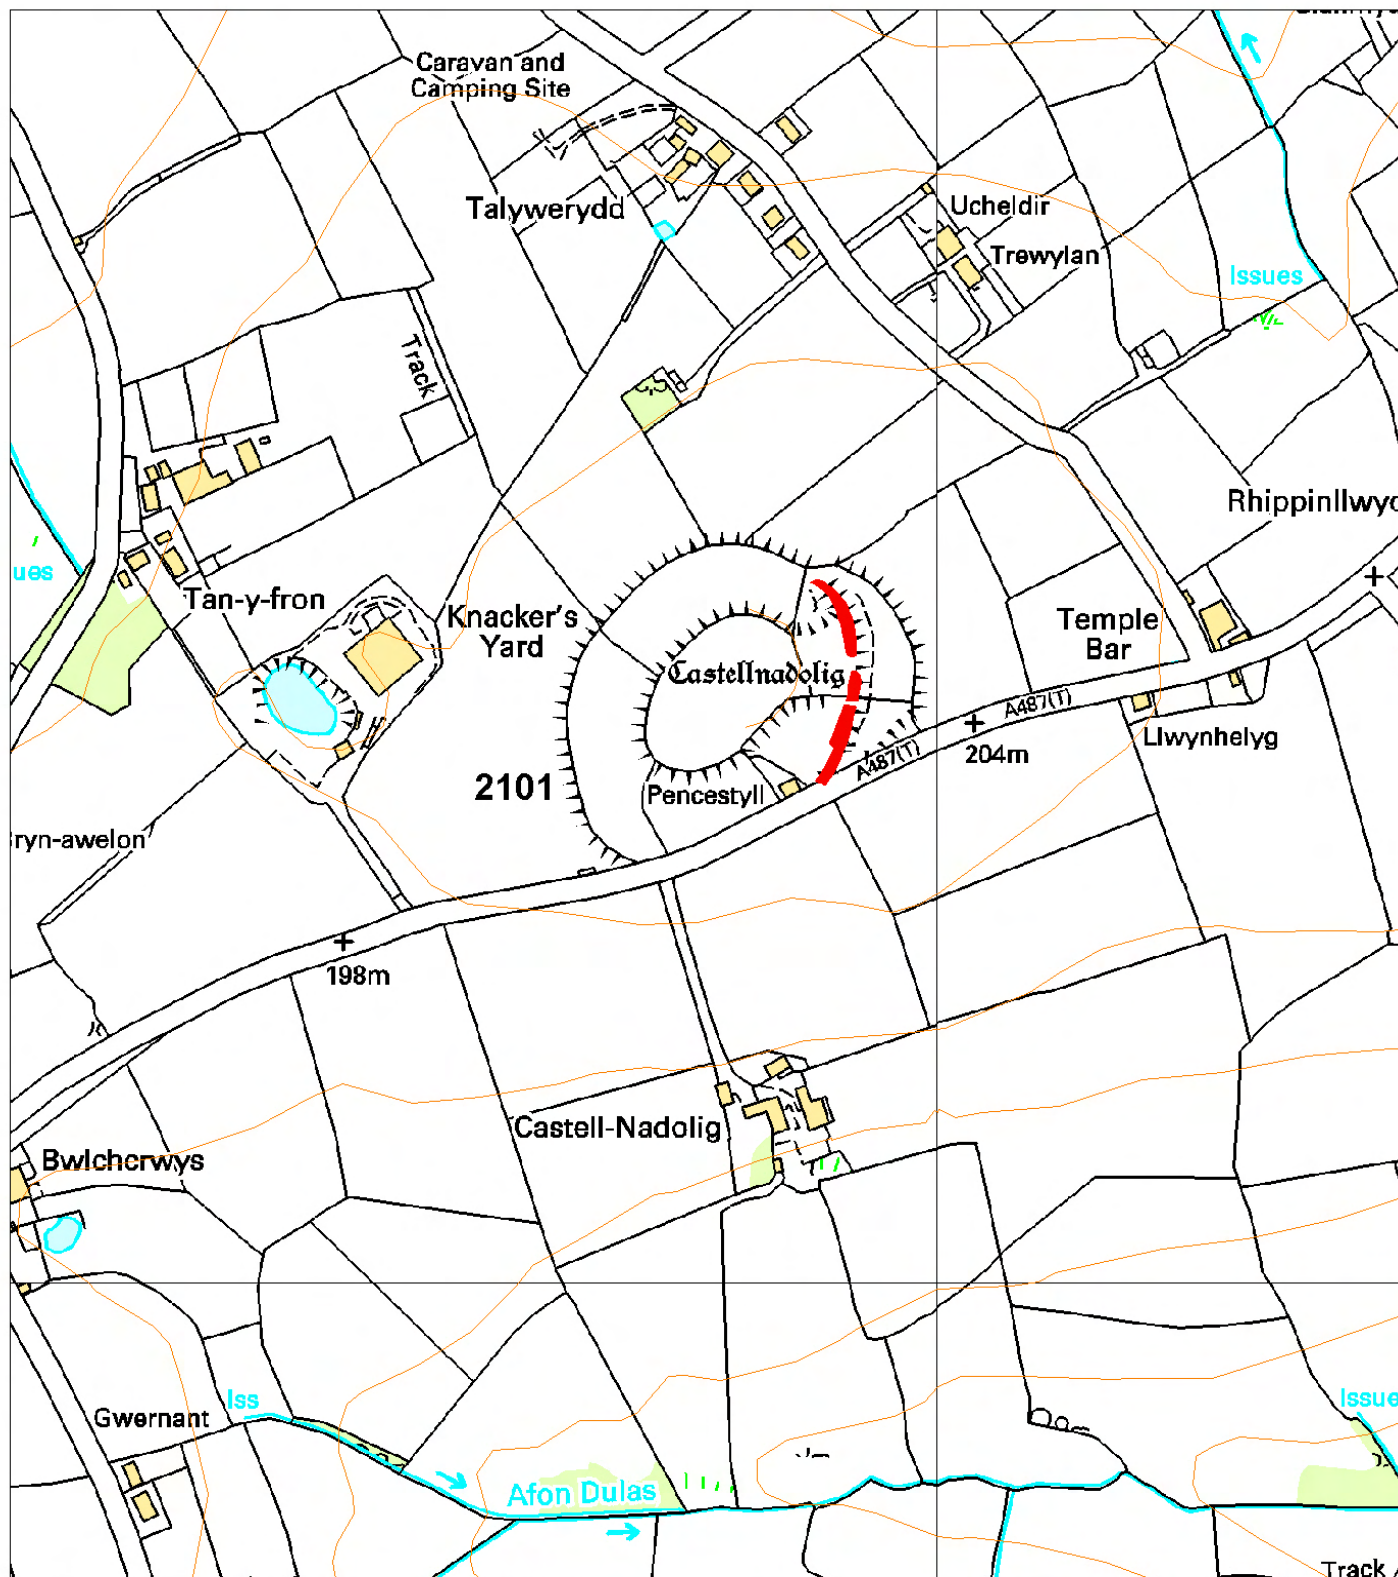 Caravan and
Camping Site
Talywerydd
Ucheldir
Trewylan
Issues
Track
Rhippinllwyd
ues
Tan-y-fron
Knacker's
Yard
Temple
Bar
Castellnadolig
A487(T)
204m
Llwynhelyg
A487(T)
2101
Pencestyll
ryn-awelon
198m
Castell-Nadolig
Bwlchcrwys
Iss
Gwernant
Issue
Afon Dulas
Track